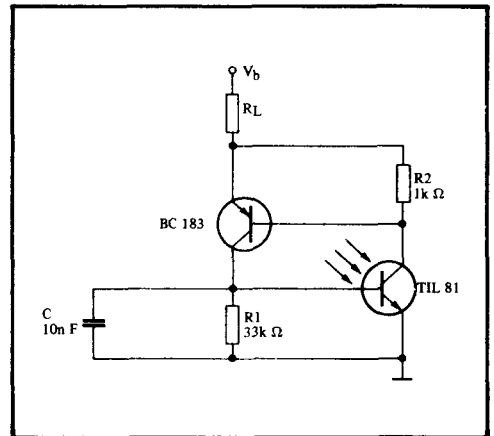 V_b
R_L
R2
1k Ω
BC 183
TIL 81
C
10n F
R1
33k Ω